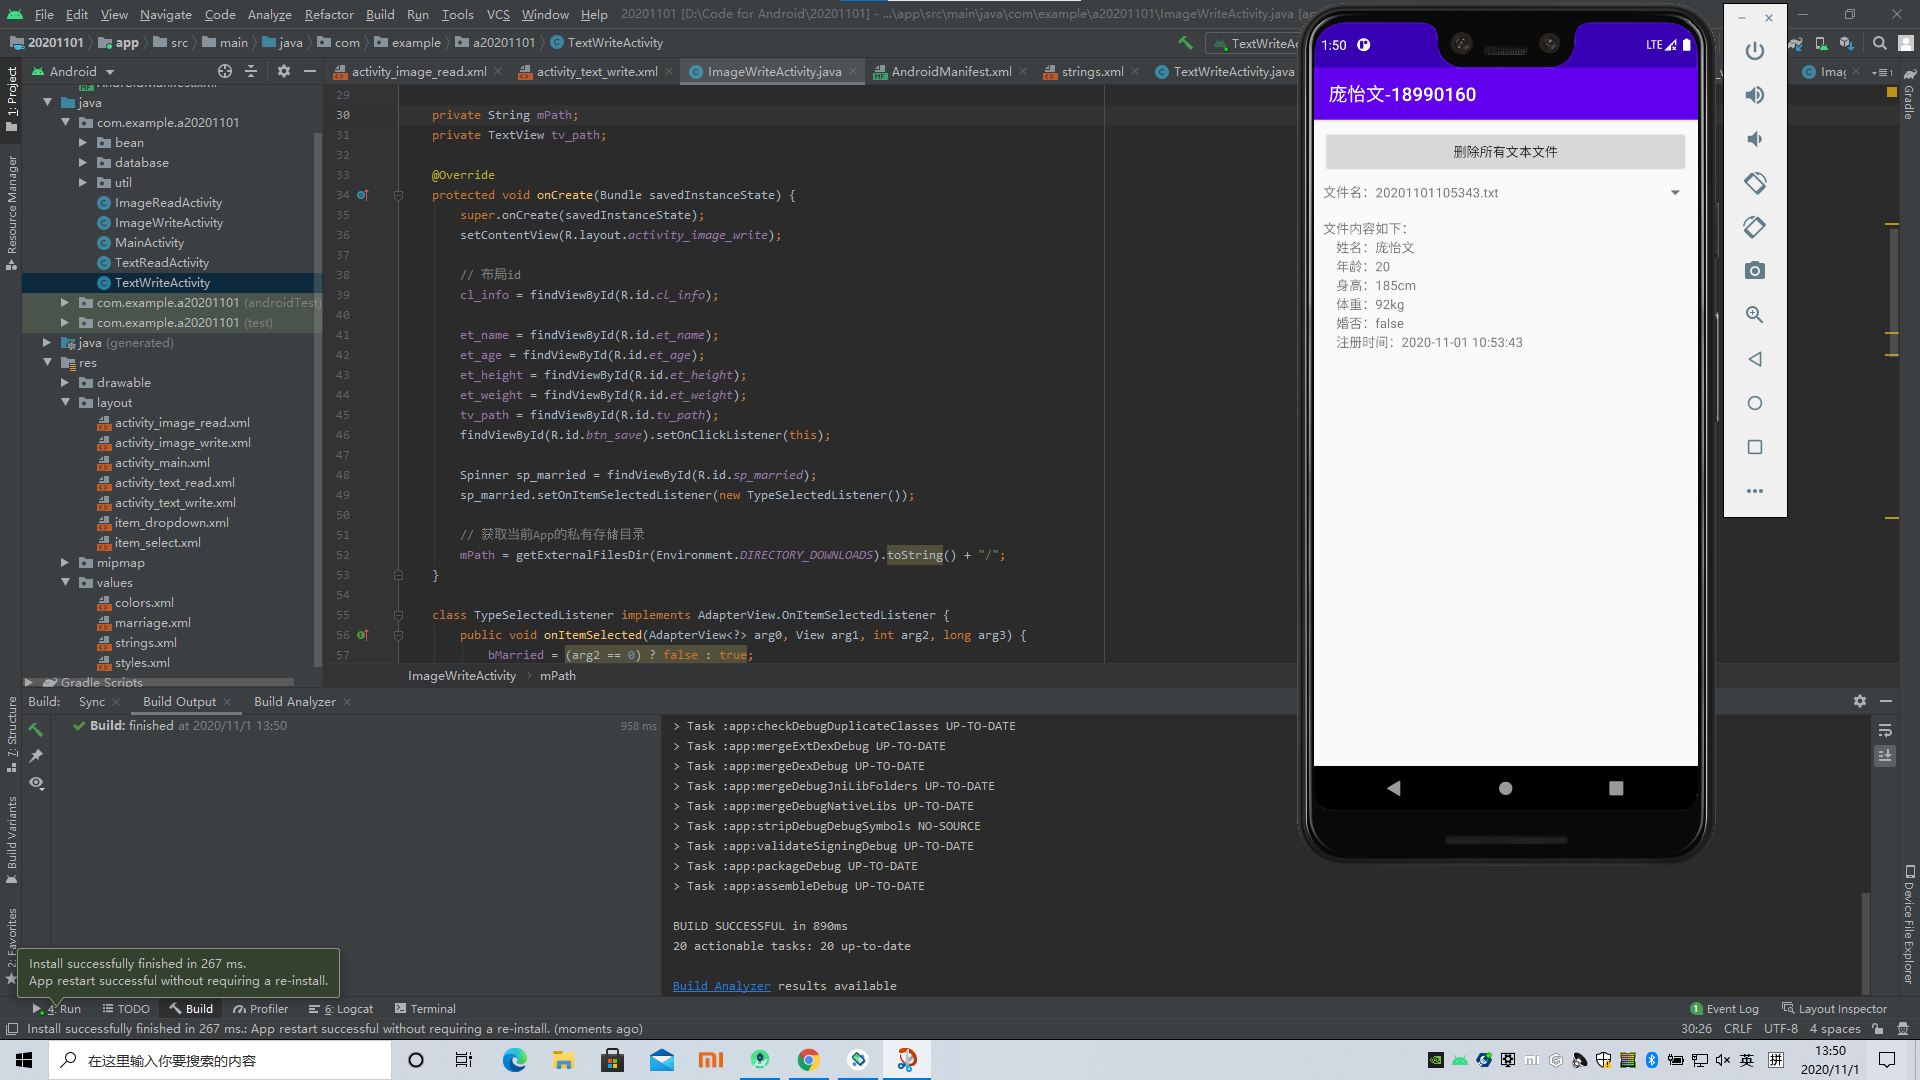 File Edit View Navigate Code Analyze Refactor Build Run Tools VCS Window Help 20201101 [D:\Code for Android\20201101] - ...\app\src\main\java\com\example\a20201101\ImageWriteActivity.java
20201101 app src main java com example a20201101 TextWriteActivity
TextWriteAc
Android
activity_image_read.xml activity_text_write.xml ImageWriteActivity.java AndroidManifest.xml strings.xml TextWriteActivity.java Imag
1: Project
Resource Manager
java
com.example.a20201101
bean
database
util
ImageReadActivity
ImageWriteActivity
MainActivity
TextReadActivity
TextWriteActivity
com.example.a20201101 (androidTest)
com.example.a20201101 (test)
java (generated)
res
drawable
layout
activity_image_read.xml
activity_image_write.xml
activity_main.xml
activity_text_read.xml
activity_text_write.xml
item_dropdown.xml
item_select.xml
mipmap
values
colors.xml
marriage.xml
strings.xml
styles.xml
Gradle Scripts
29
30 private String mPath;
31 private TextView tv_path;
32
33 @Override
34 protected void onCreate(Bundle savedInstanceState) {
35 super.onCreate(savedInstanceState);
36 setContentView(R.layout.activity_image_write);
37
38 // 布局id
39 cl_info = findViewById(R.id.cl_info);
40
41 et_name = findViewById(R.id.et_name);
42 et_age = findViewById(R.id.et_age);
43 et_height = findViewById(R.id.et_height);
44 et_weight = findViewById(R.id.et_weight);
45 tv_path = findViewById(R.id.tv_path);
46 findViewById(R.id.btn_save).setOnClickListener(this);
47
48 Spinner sp_married = findViewById(R.id.sp_married);
49 sp_married.setOnItemSelectedListener(new TypeSelectedListener());
50
51 // 获取当前App的私有存储目录
52 mPath = getExternalFilesDir(Environment.DIRECTORY_DOWNLOADS).toString() + "/";
53 }
54
55 class TypeSelectedListener implements AdapterView.OnItemSelectedListener {
56 public void onItemSelected(AdapterView<?> arg0, View arg1, int arg2, long arg3) {
57 bMarried = (arg2 == 0) ? false : true;
ImageWriteActivity mPath
1:50 LTE
庞怡文-18990160
删除所有文本文件
文件名：20201101105343.txt
文件内容如下：
姓名：庞怡文
年龄：20
身高：185cm
体重：92kg
婚否：false
注册时间：2020-11-01 10:53:43
Gradle
Device File Explorer
Build: Sync Build Output Build Analyzer
Build: finished at 2020/11/1 13:50 958 ms
> Task :app:checkDebugDuplicateClasses UP-TO-DATE
> Task :app:mergeExtDexDebug UP-TO-DATE
> Task :app:mergeDexDebug UP-TO-DATE
> Task :app:mergeDebugJniLibFolders UP-TO-DATE
> Task :app:mergeDebugNativeLibs UP-TO-DATE
> Task :app:stripDebugDebugSymbols NO-SOURCE
> Task :app:validateSigningDebug UP-TO-DATE
> Task :app:packageDebug UP-TO-DATE
> Task :app:assembleDebug UP-TO-DATE
BUILD SUCCESSFUL in 890ms
20 actionable tasks: 20 up-to-date
Build Analyzer results available
7: Structure
Build Variants
2: Favorites
Install successfully finished in 267 ms.
App restart successful without requiring a re-install.
4: Run TODO Build Profiler 6: Logcat Terminal 1 Event Log Layout Inspector
Install successfully finished in 267 ms.: App restart successful without requiring a re-install. (moments ago) 30:26 CRLF UTF-8 4 spaces
在这里输入你要搜索的内容
英 拼
13:50
2020/11/1